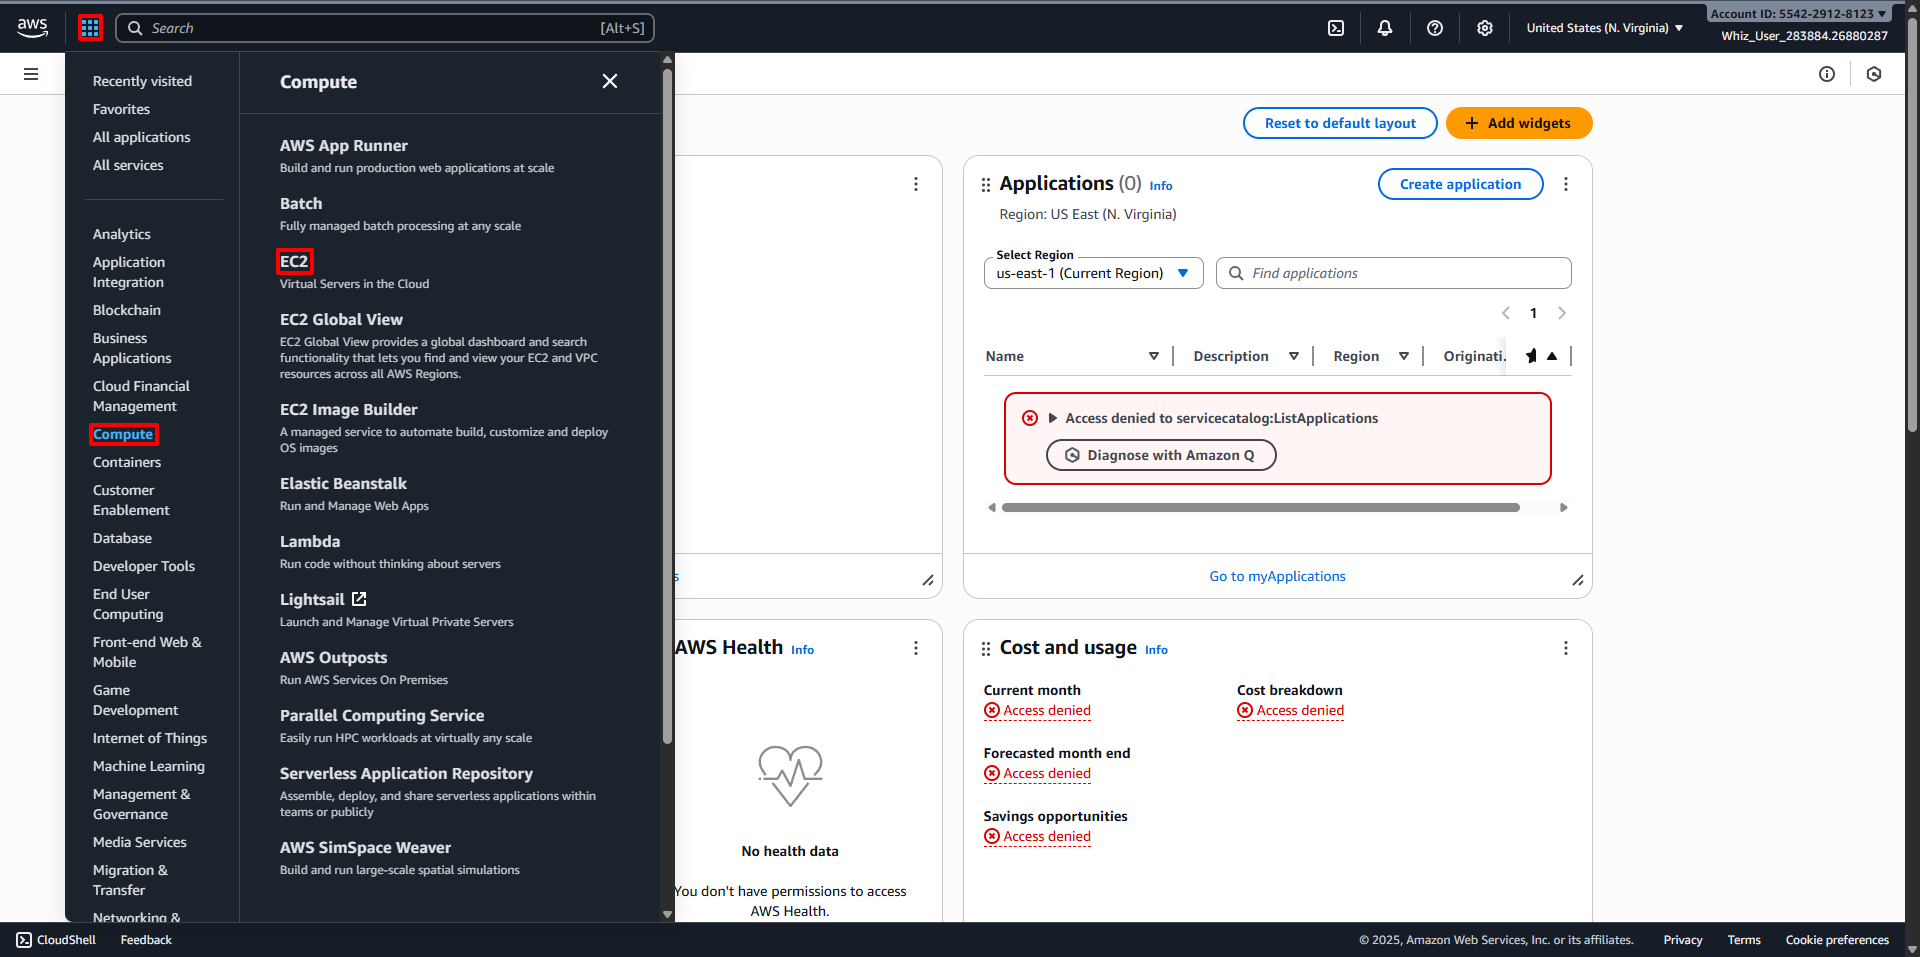 aws
Search
[Alt+S]
United States (N. Virginia)
Account ID: 5542-2912-8123
Whiz_User_283884.26880287
Recently visited
Favorites
All applications
All services
Analytics
Application
Integration
Blockchain
Business
Applications
Cloud Financial
Management
Compute
Containers
Customer
Enablement
Database
Developer Tools
End User
Computing
Front-end Web &
Mobile
Game
Development
Internet of Things
Machine Learning
Management &
Governance
Media Services
Migration &
Transfer
Networking &
Compute
AWS App Runner
Build and run production web applications at scale
Batch
Fully managed batch processing at any scale
EC2
Virtual Servers in the Cloud
EC2 Global View
EC2 Global View provides a global dashboard and search
functionality that lets you find and view your EC2 and VPC
resources across all AWS Regions.
EC2 Image Builder
A managed service to automate build, customize and deploy
OS images
Elastic Beanstalk
Run and Manage Web Apps
Lambda
Run code without thinking about servers
Lightsail
Launch and Manage Virtual Private Servers
AWS Outposts
Run AWS Services On Premises
Parallel Computing Service
Easily run HPC workloads at virtually any scale
Serverless Application Repository
Assemble, deploy, and share serverless applications within
teams or publicly
AWS SimSpace Weaver
Build and run large-scale spatial simulations
Reset to default layout
+ Add widgets
s
Applications (0) Info
Create application
Region: US East (N. Virginia)
Select Region
us-east-1 (Current Region)
Find applications
1
Name
Description
Region
Originati.
Access denied to servicecatalog:ListApplications
Diagnose with Amazon Q
Go to myApplications
AWS Health Info
No health data
You don't have permissions to access
AWS Health.
Cost and usage Info
Current month
Access denied
Cost breakdown
Access denied
Forecasted month end
Access denied
Savings opportunities
Access denied
CloudShell
Feedback
© 2025, Amazon Web Services, Inc. or its affiliates.
Privacy
Terms
Cookie preferences